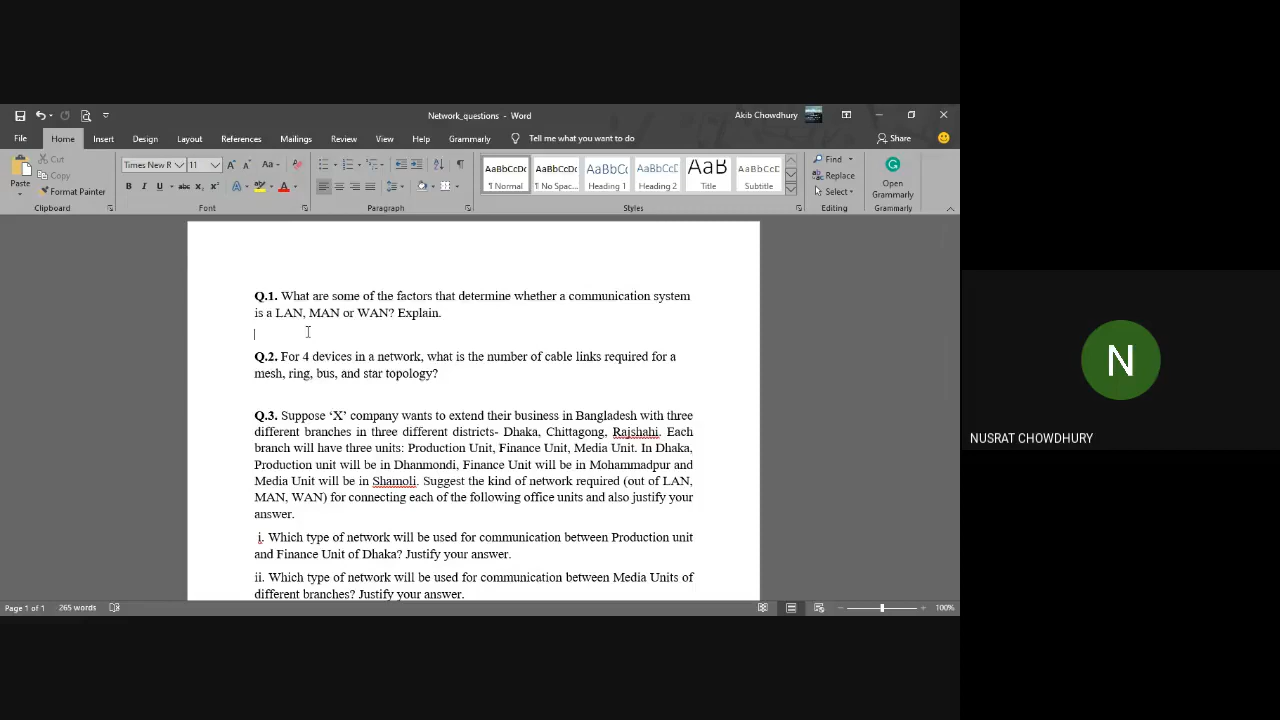 Network_questions - Word
Akib Chowdhury
File Home Insert Design Layout References Mailings Review View Help Grammarly Tell me what you want to do Share
Paste
Cut
Copy
Format Painter
Clipboard
Times New R 11
Font
Paragraph
AaBbCcDc AaBbCcDc AaBbCc AaBbCcD AaB AaBbCcD
¶ Normal ¶ No Spac... Heading 1 Heading 2 Title Subtitle
Styles
Find
Replace
Select
Editing
Open
Grammarly
Grammarly
Q.1. What are some of the factors that determine whether a communication system
is a LAN, MAN or WAN? Explain.
Q.2. For 4 devices in a network, what is the number of cable links required for a
mesh, ring, bus, and star topology?
Q.3. Suppose ‘X’ company wants to extend their business in Bangladesh with three
different branches in three different districts- Dhaka, Chittagong, Rajshahi. Each
branch will have three units: Production Unit, Finance Unit, Media Unit. In Dhaka,
Production unit will be in Dhanmondi, Finance Unit will be in Mohammadpur and
Media Unit will be in Shamoli. Suggest the kind of network required (out of LAN,
MAN, WAN) for connecting each of the following office units and also justify your
answer.
i. Which type of network will be used for communication between Production unit
and Finance Unit of Dhaka? Justify your answer.
ii. Which type of network will be used for communication between Media Units of
different branches? Justify your answer.
Page 1 of 1 265 words 100%
N
NUSRAT CHOWDHURY